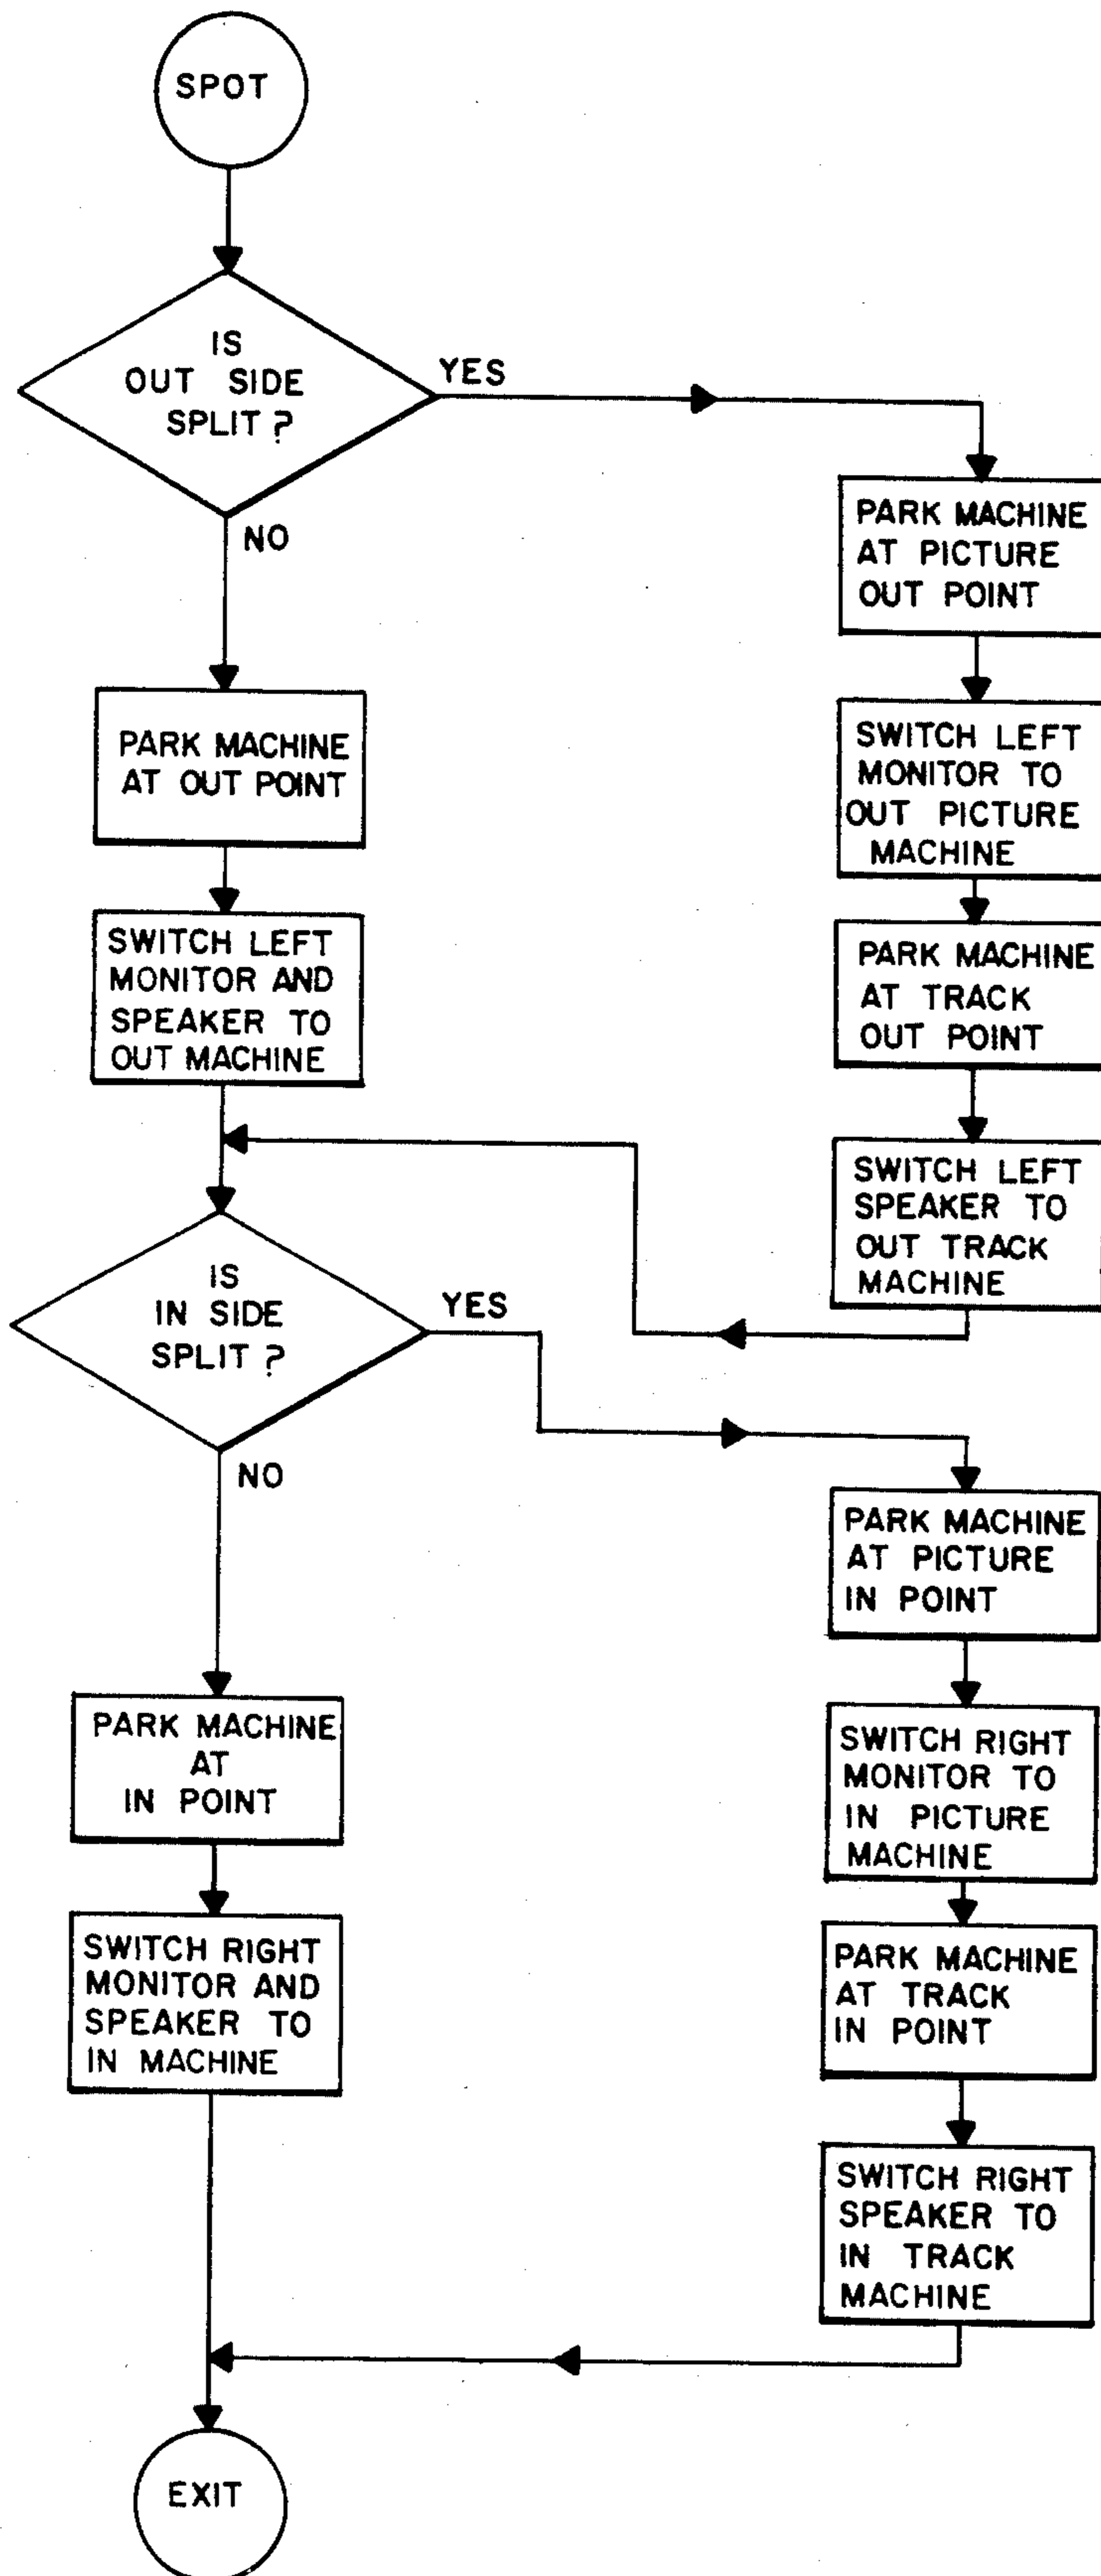 SPOT
IS
OUT SIDE
SPLIT?
YES
NO
PARK MACHINE
AT PICTURE
OUT POINT
SWITCH LEFT
MONITOR TO
OUT PICTURE
MACHINE
PARK MACHINE
AT TRACK
OUT POINT
SWITCH LEFT
SPEAKER TO
OUT TRACK
MACHINE
PARK MACHINE
AT OUT POINT
SWITCH LEFT
MONITOR AND
SPEAKER TO
OUT MACHINE
IS
IN SIDE
SPLIT?
YES
NO
PARK MACHINE
AT PICTURE
IN POINT
SWITCH RIGHT
MONITOR TO
IN PICTURE
MACHINE
PARK MACHINE
AT TRACK
IN POINT
SWITCH RIGHT
SPEAKER TO
IN TRACK
MACHINE
PARK MACHINE
AT
IN POINT
SWITCH RIGHT
MONITOR AND
SPEAKER TO
IN MACHINE
EXIT